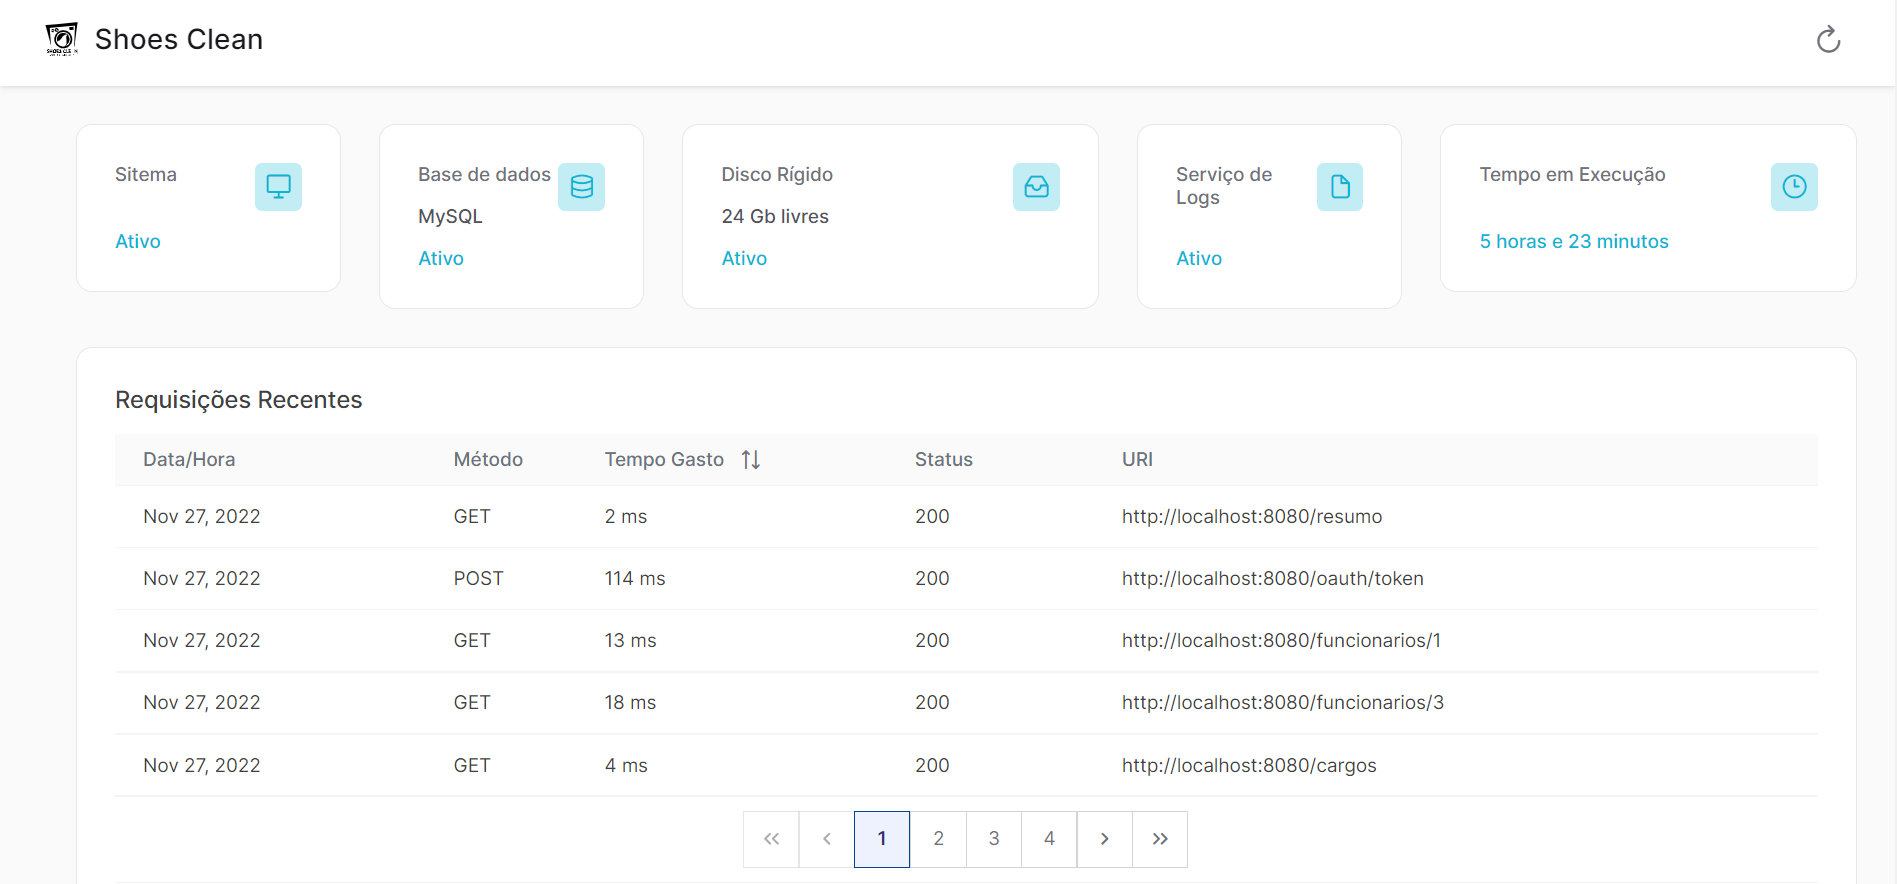 Shoes Clean
Sitema
Ativo
Base de dados
MySQL
Ativo
Disco Rígido
24 Gb livres
Ativo
Serviço de
Logs
Ativo
Tempo em Execução
5 horas e 23 minutos
Requisições Recentes
Data/Hora Método Tempo Gasto Status URI
Nov 27, 2022 GET 2 ms 200 http://localhost:8080/resumo
Nov 27, 2022 POST 114 ms 200 http://localhost:8080/oauth/token
Nov 27, 2022 GET 13 ms 200 http://localhost:8080/funcionarios/1
Nov 27, 2022 GET 18 ms 200 http://localhost:8080/funcionarios/3
Nov 27, 2022 GET 4 ms 200 http://localhost:8080/cargos
1 2 3 4